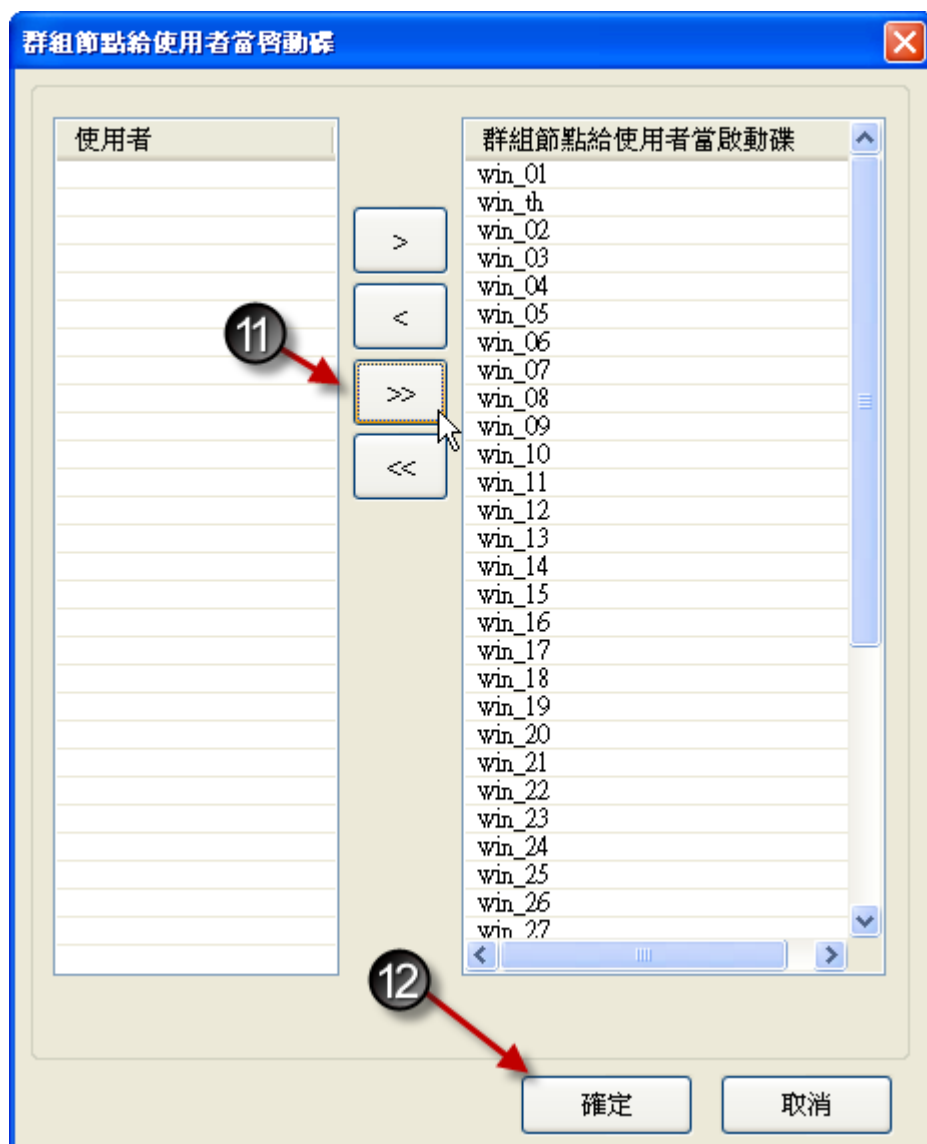 群組節點給使用者當啓動碟
使用者
群組節點給使用者當啟動碟
win_01
win_th
win_02
win_03
win_04
win_05
win_06
win_07
win_08
win_09
win_10
win_11
win_12
win_13
win_14
win_15
win_16
win_17
win_18
win_19
win_20
win_21
win_22
win_23
win_24
win_25
win_26
win_27
>
<
11
>>
<<
12
確定
取消